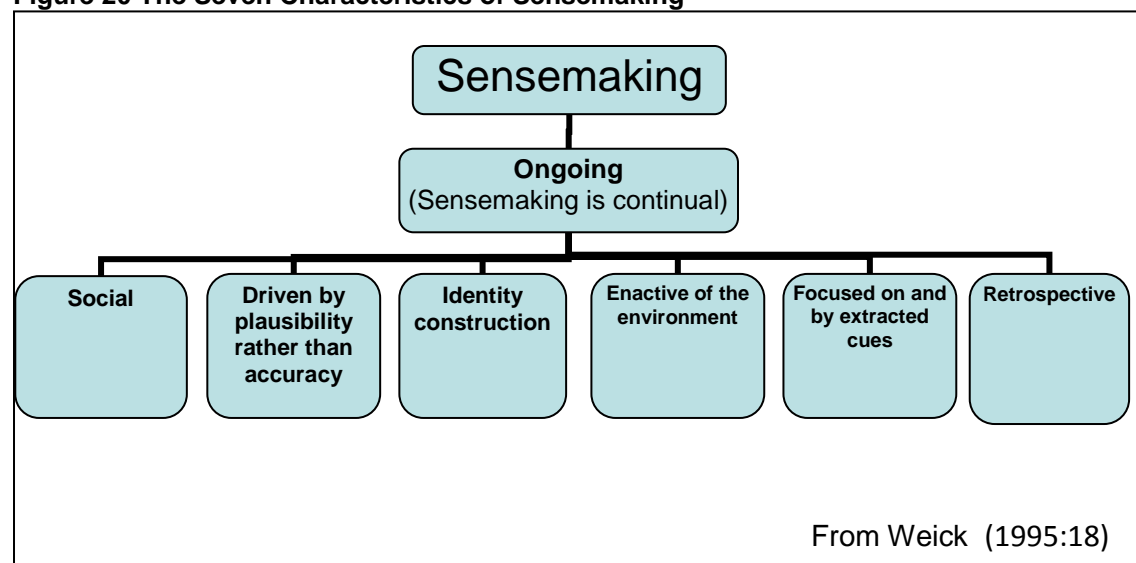 Figure 20 The Seven Characteristics of Sensemaking
Sensemaking
Ongoing
(Sensemaking is continual)
Social
Driven by
plausibility
rather than
accuracy
Identity
construction
Enactive of the
environment
Focused on and
by extracted
cues
Retrospective
From Weick (1995:18)